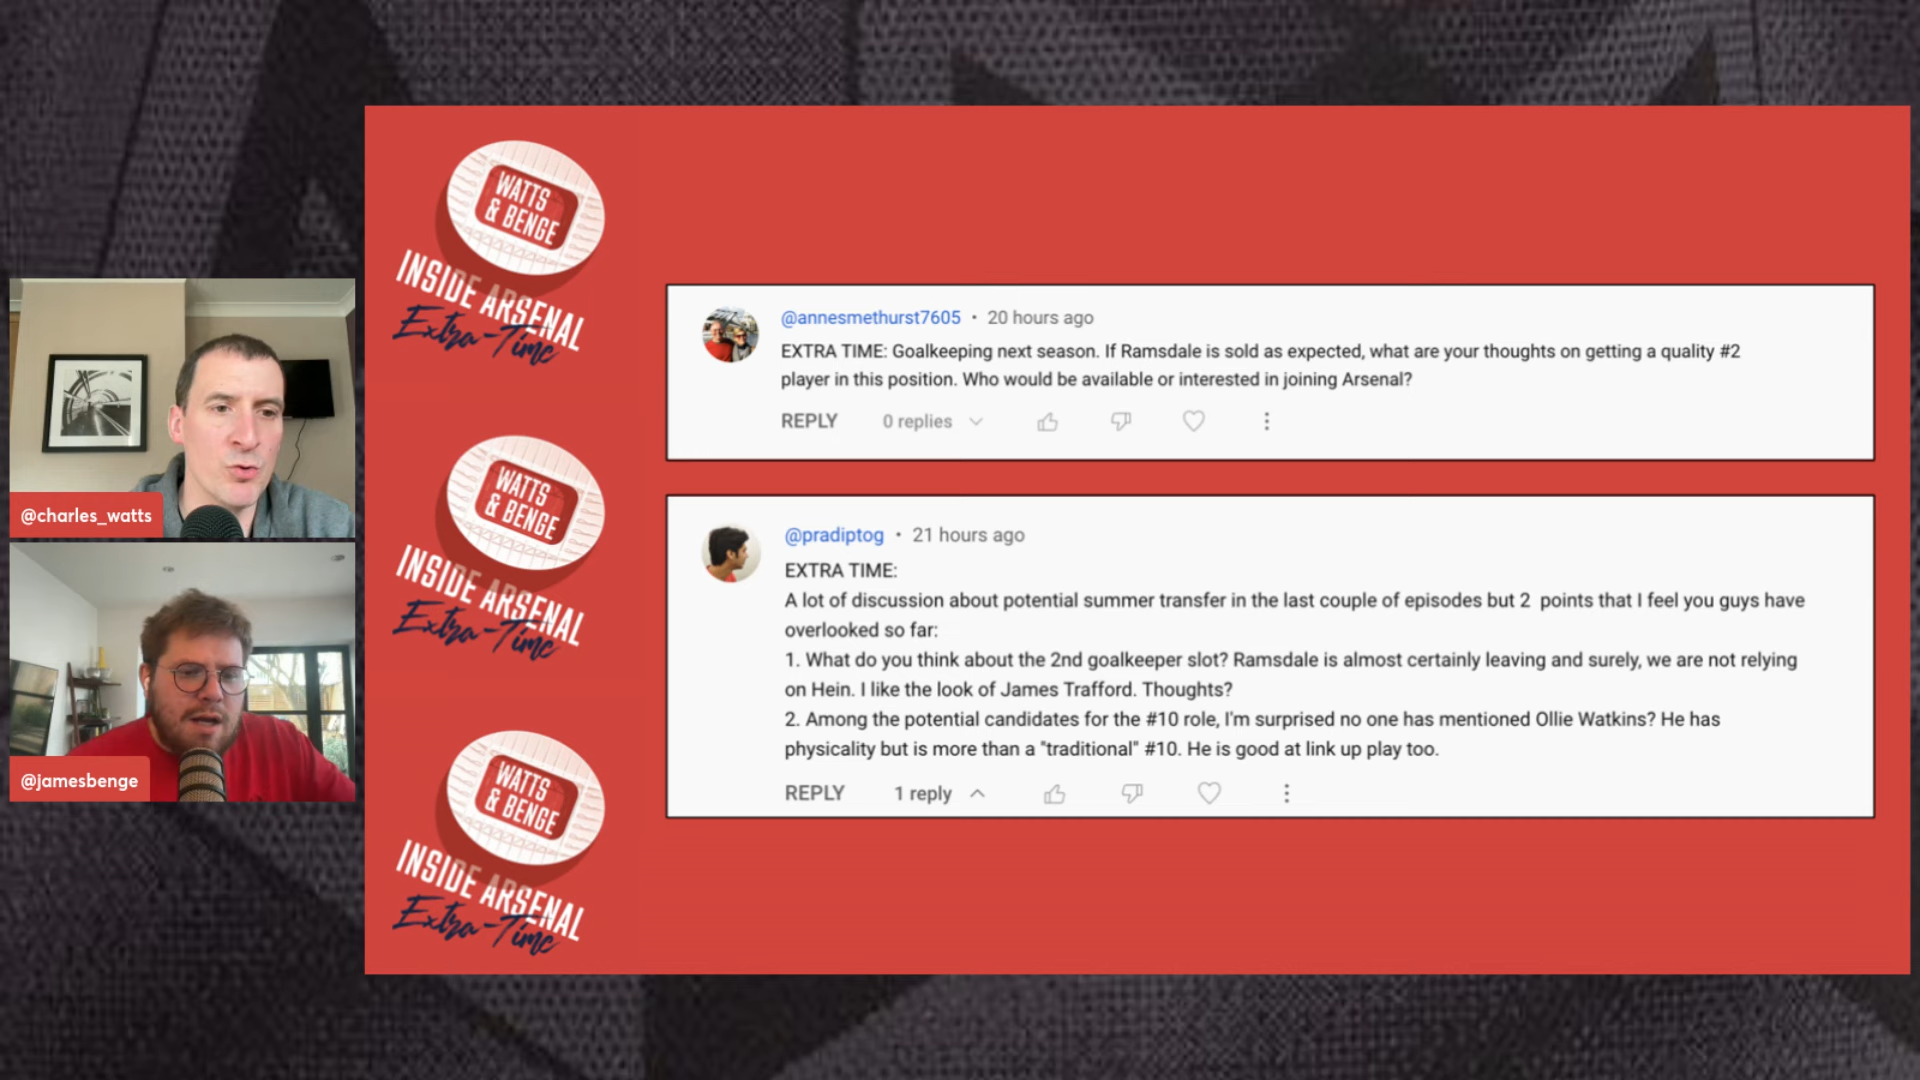 WATTS
& BENGE
INSIDE ARSENAL
Extra-Time
WATTS
& BENGE
INSIDE ARSENAL
Extra-Time
WATTS
& BENGE
INSIDE ARSENAL
Extra-Time
@charles_watts
@jamesbenge
@annesmethurst7605 • 20 hours ago
EXTRA TIME: Goalkeeping next season. If Ramsdale is sold as expected, what are your thoughts on getting a quality #2
player in this position. Who would be available or interested in joining Arsenal?
REPLY 0 replies
@pradiptog • 21 hours ago
EXTRA TIME:
A lot of discussion about potential summer transfer in the last couple of episodes but 2 points that I feel you guys have
overlooked so far:
1. What do you think about the 2nd goalkeeper slot? Ramsdale is almost certainly leaving and surely, we are not relying
on Hein. I like the look of James Trafford. Thoughts?
2. Among the potential candidates for the #10 role, I'm surprised no one has mentioned Ollie Watkins? He has
physicality but is more than a "traditional" #10. He is good at link up play too.
REPLY 1 reply